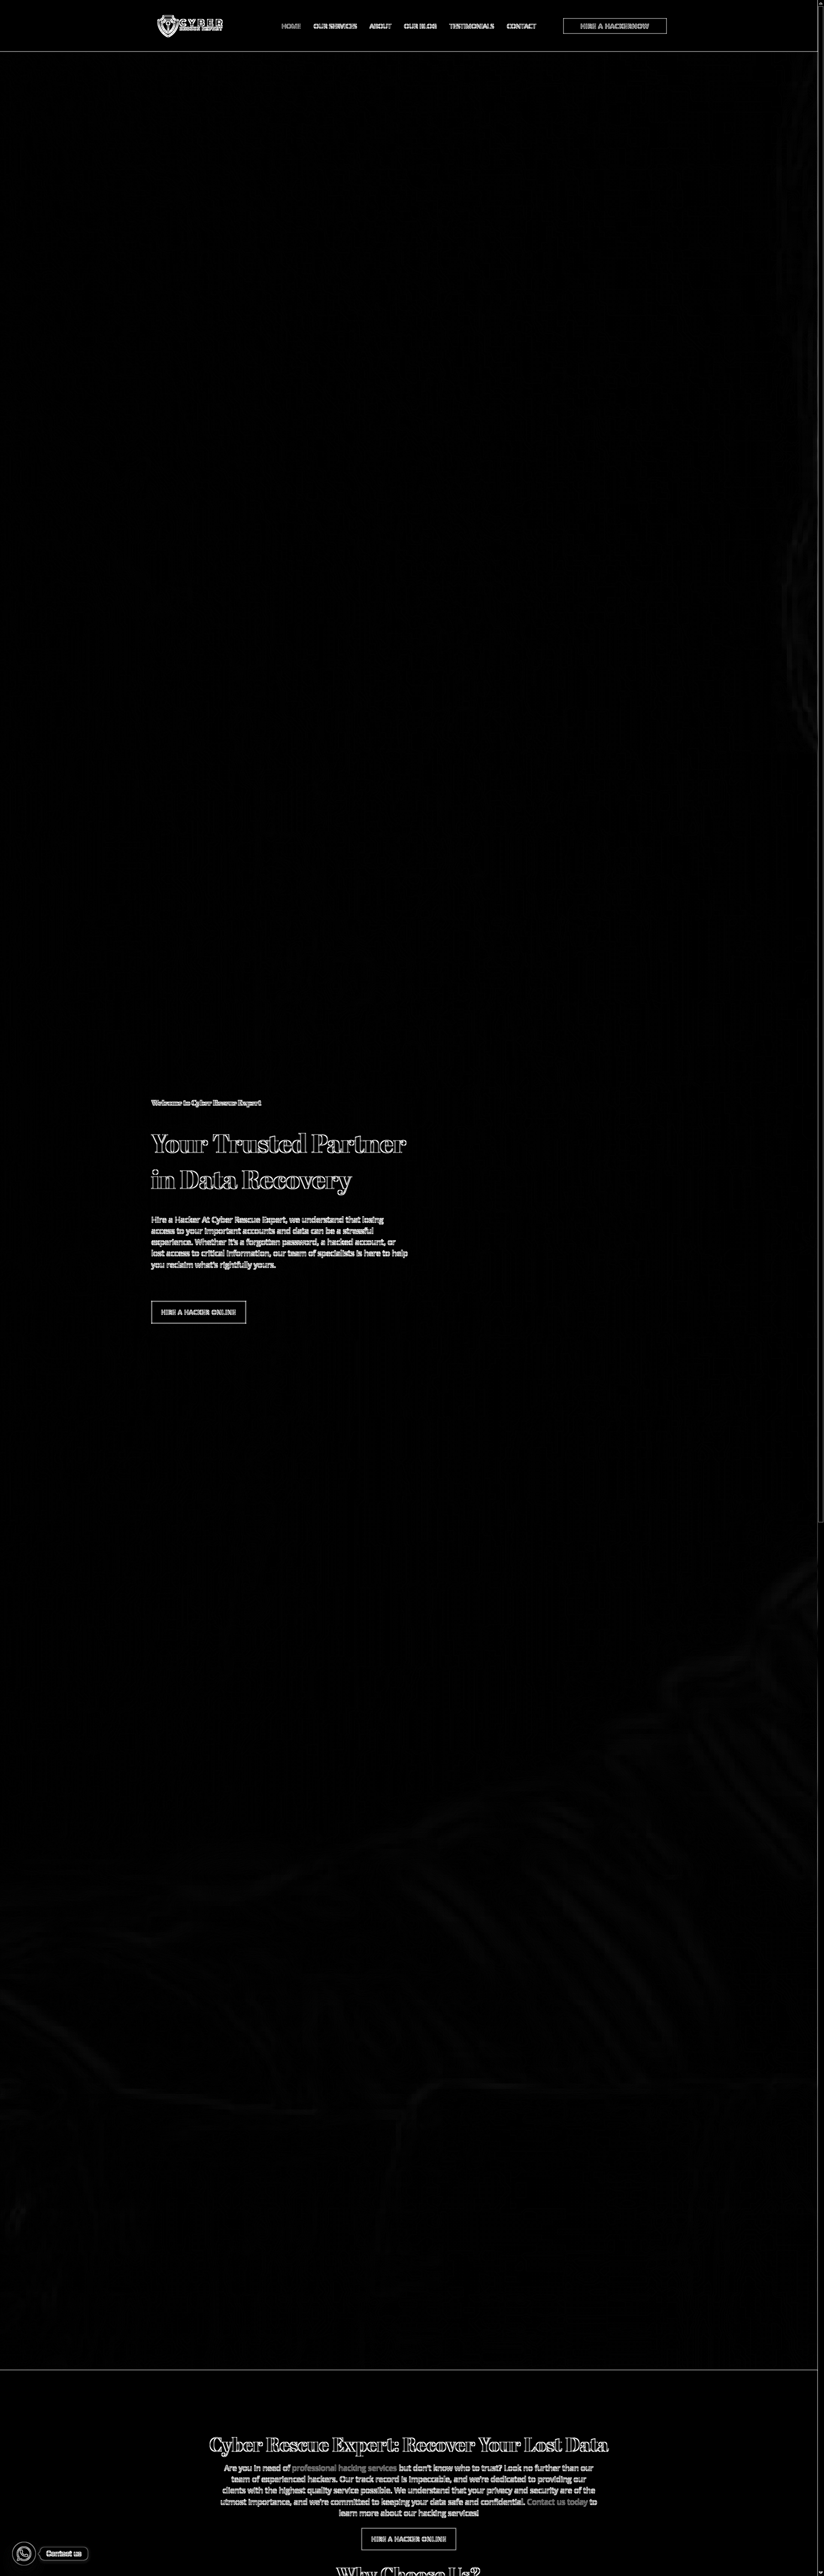 CYBER
RESCUE EXPERT
HOME OUR SERVICES ABOUT OUR BLOG TESTIMONIALS CONTACT HIRE A HACKERNOW
Welcome to Cyber Rescue Expert
Your Trusted Partner
in Data Recovery
Hire a Hacker At Cyber Rescue Expert, we understand that losing
access to your important accounts and data can be a stressful
experience. Whether it's a forgotten password, a hacked account, or
lost access to critical information, our team of specialists is here to help
you reclaim what's rightfully yours.
HIRE A HACKER ONLINE
Cyber Rescue Expert: Recover Your Lost Data
Are you in need of professional hacking services but don't know who to trust? Look no further than our
team of experienced hackers. Our track record is impeccable, and we're dedicated to providing our
clients with the highest quality service possible. We understand that your privacy and security are of the
utmost importance, and we're committed to keeping your data safe and confidential. Contact us today to
learn more about our hacking services!
HIRE A HACKER ONLINE
Contact us
Why Choose Us?